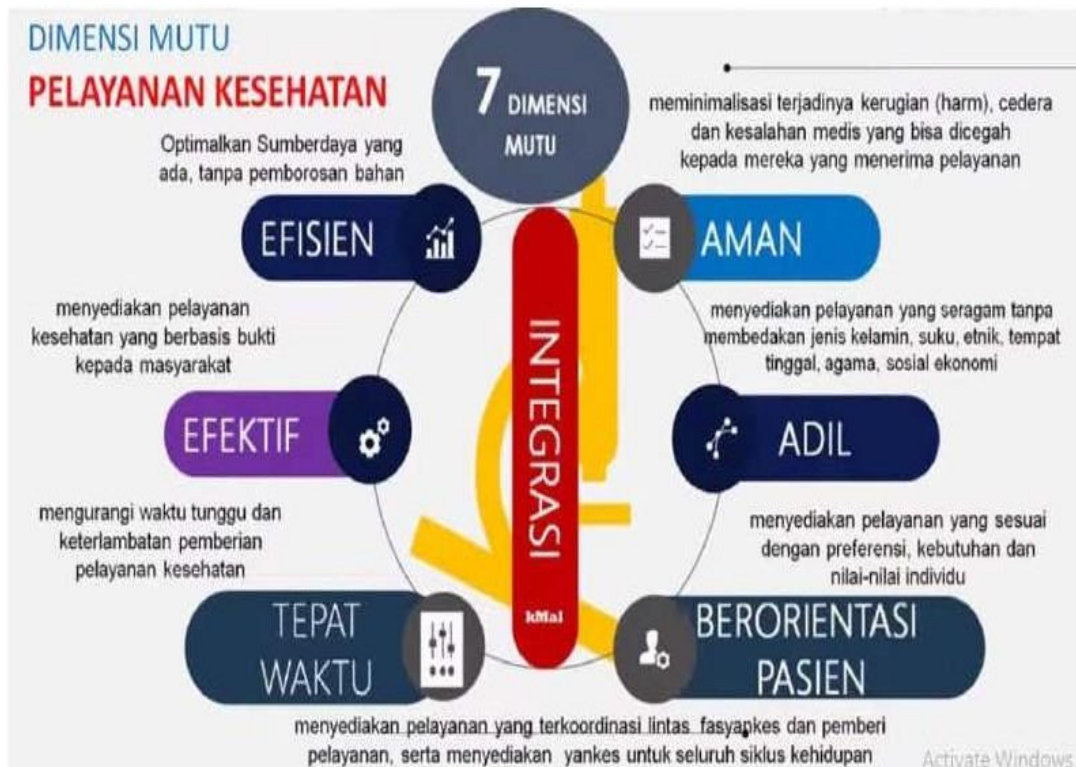 DIMENSI MUTU
PELAYANAN KESEHATAN
7 DIMENSI
MUTU
Optimalkan Sumberdaya yang
ada, tanpa pemborosan bahan
EFISIEN
meminimalisasi terjadinya kerugian (harm), cedera
dan kesalahan medis yang bisa dicegah
kepada mereka yang menerima pelayanan
AMAN
menyediakan pelayanan
kesehatan yang berbasis bukti
kepada masyarakat
EFEKTIF
menyediakan pelayanan yang seragam tanpa
membedakan jenis kelamin, suku, etnik, tempat
tinggal, agama, sosial ekonomi
ADIL
INTEGRASI
kMal
mengurangi waktu tunggu dan
keterlambatan pemberian
pelayanan kesehatan
TEPAT
WAKTU
menyediakan pelayanan yang sesuai
dengan preferensi, kebutuhan dan
nilai-nilai individu
BERORIENTASI
PASIEN
menyediakan pelayanan yang terkoordinasi lintas fasyankes dan pemberi
pelayanan, serta menyediakan yankes untuk seluruh siklus kehidupan
Activate Windows